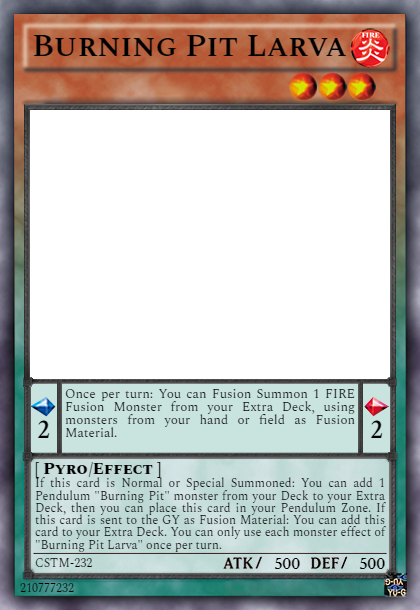 Burning Pit Larva
FIRE
炎
Once per turn: You can Fusion Summon 1 FIRE
Fusion Monster from your Extra Deck, using
monsters from your hand or field as Fusion
Material.
2
2
[ Pyro/Effect ]
If this card is Normal or Special Summoned: You can add 1
Pendulum "Burning Pit" monster from your Deck to your Extra
Deck, then you can place this card in your Pendulum Zone. If
this card is sent to the GY as Fusion Material: You can add this
card to your Extra Deck. You can only use each monster effect of
"Burning Pit Larva" once per turn.
CSTM-232
ATK/ 500 DEF/ 500
210777232